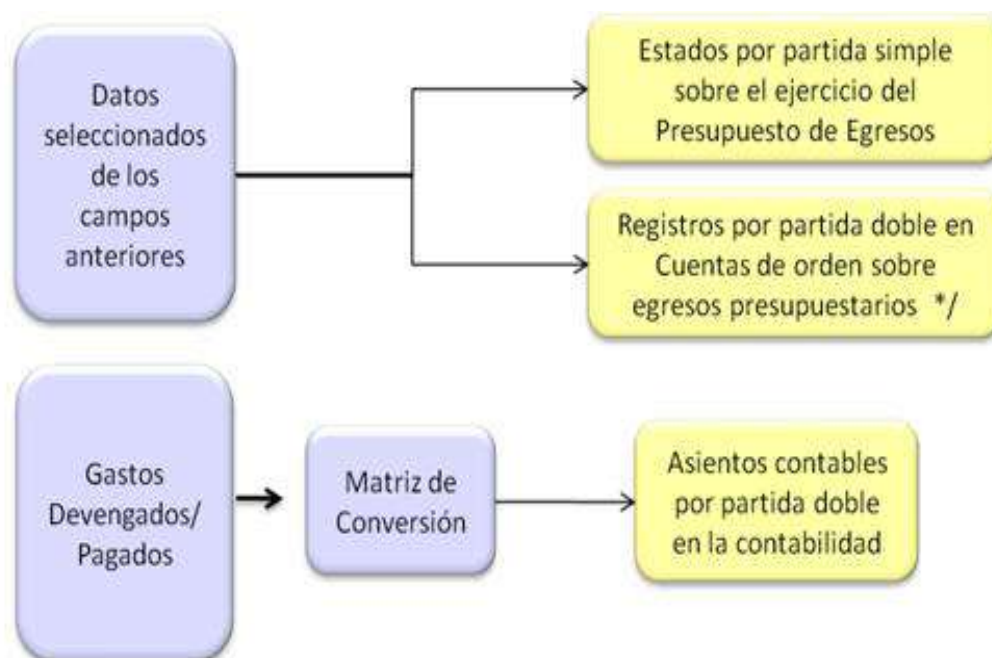 Datos
seleccionados
de los
campos
anteriores
Estados por partida simple
sobre el ejercicio del
Presupuesto de Egresos
Registros por partida doble en
Cuentas de orden sobre
egresos presupuestarios */
Gastos
Devengados/
Pagados
Matriz de
Conversión
Asientos contables
por partida doble
en la contabilidad